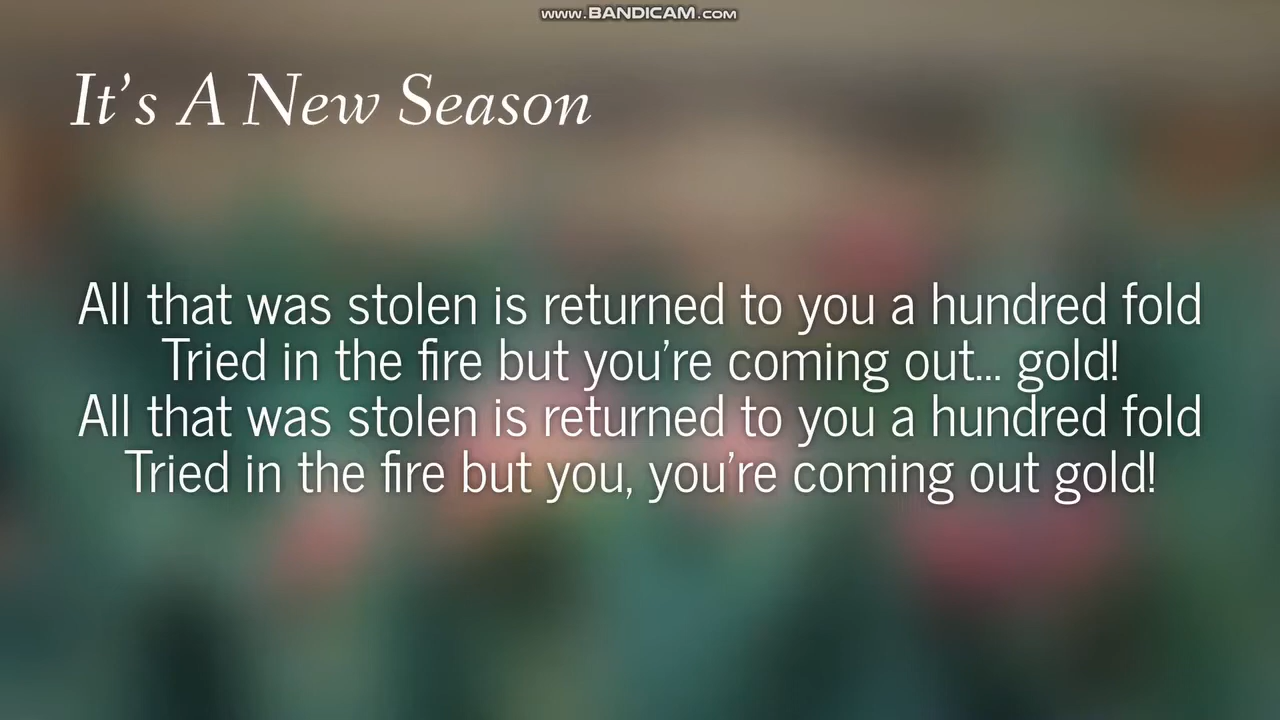 www.BANDICAM.com
It's A New Season
All that was stolen is returned to you a hundred fold
Tried in the fire but you're coming out... gold!
All that was stolen is returned to you a hundred fold
Tried in the fire but you, you're coming out gold!